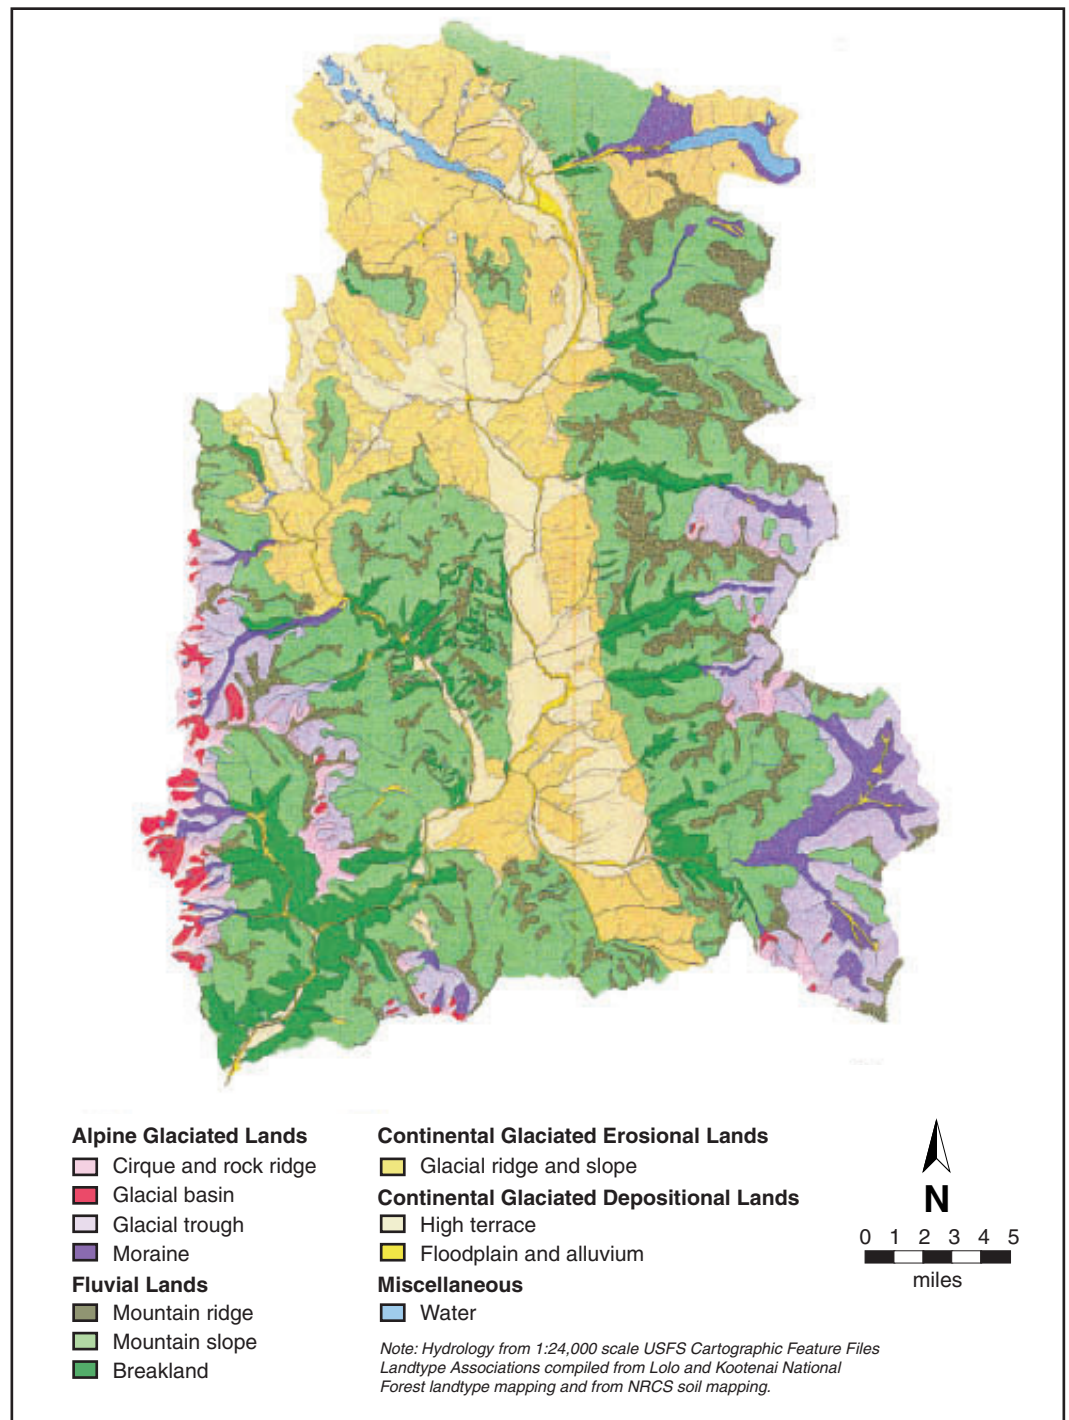 Alpine Glaciated Lands
Cirque and rock ridge
Glacial basin
Glacial trough
Moraine
Fluvial Lands
Mountain ridge
Mountain slope
Breakland
Continental Glaciated Erosional Lands
Glacial ridge and slope
Continental Glaciated Depositional Lands
High terrace
Floodplain and alluvium
Miscellaneous
Water
Note: Hydrology from 1:24,000 scale USFS Cartographic Feature Files
Landtype Associations compiled from Lolo and Kootenai National
Forest landtype mapping and from NRCS soil mapping.
N
0 1 2 3 4 5
miles